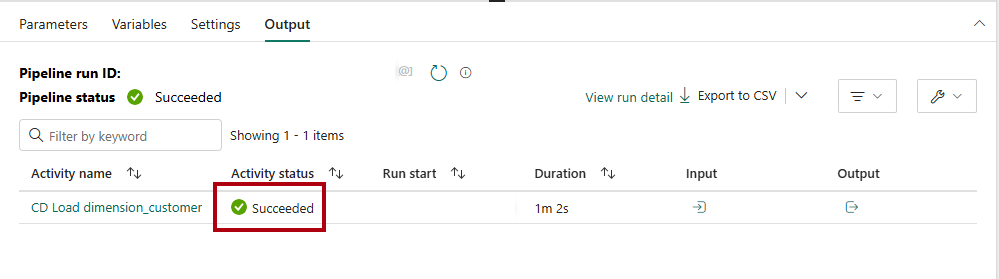 Parameters Variables Settings Output
Pipeline run ID:
Pipeline status Succeeded
View run detail Export to CSV
Filter by keyword Showing 1 - 1 items
Activity name Activity status Run start Duration Input Output
CD Load dimension_customer Succeeded 1m 2s